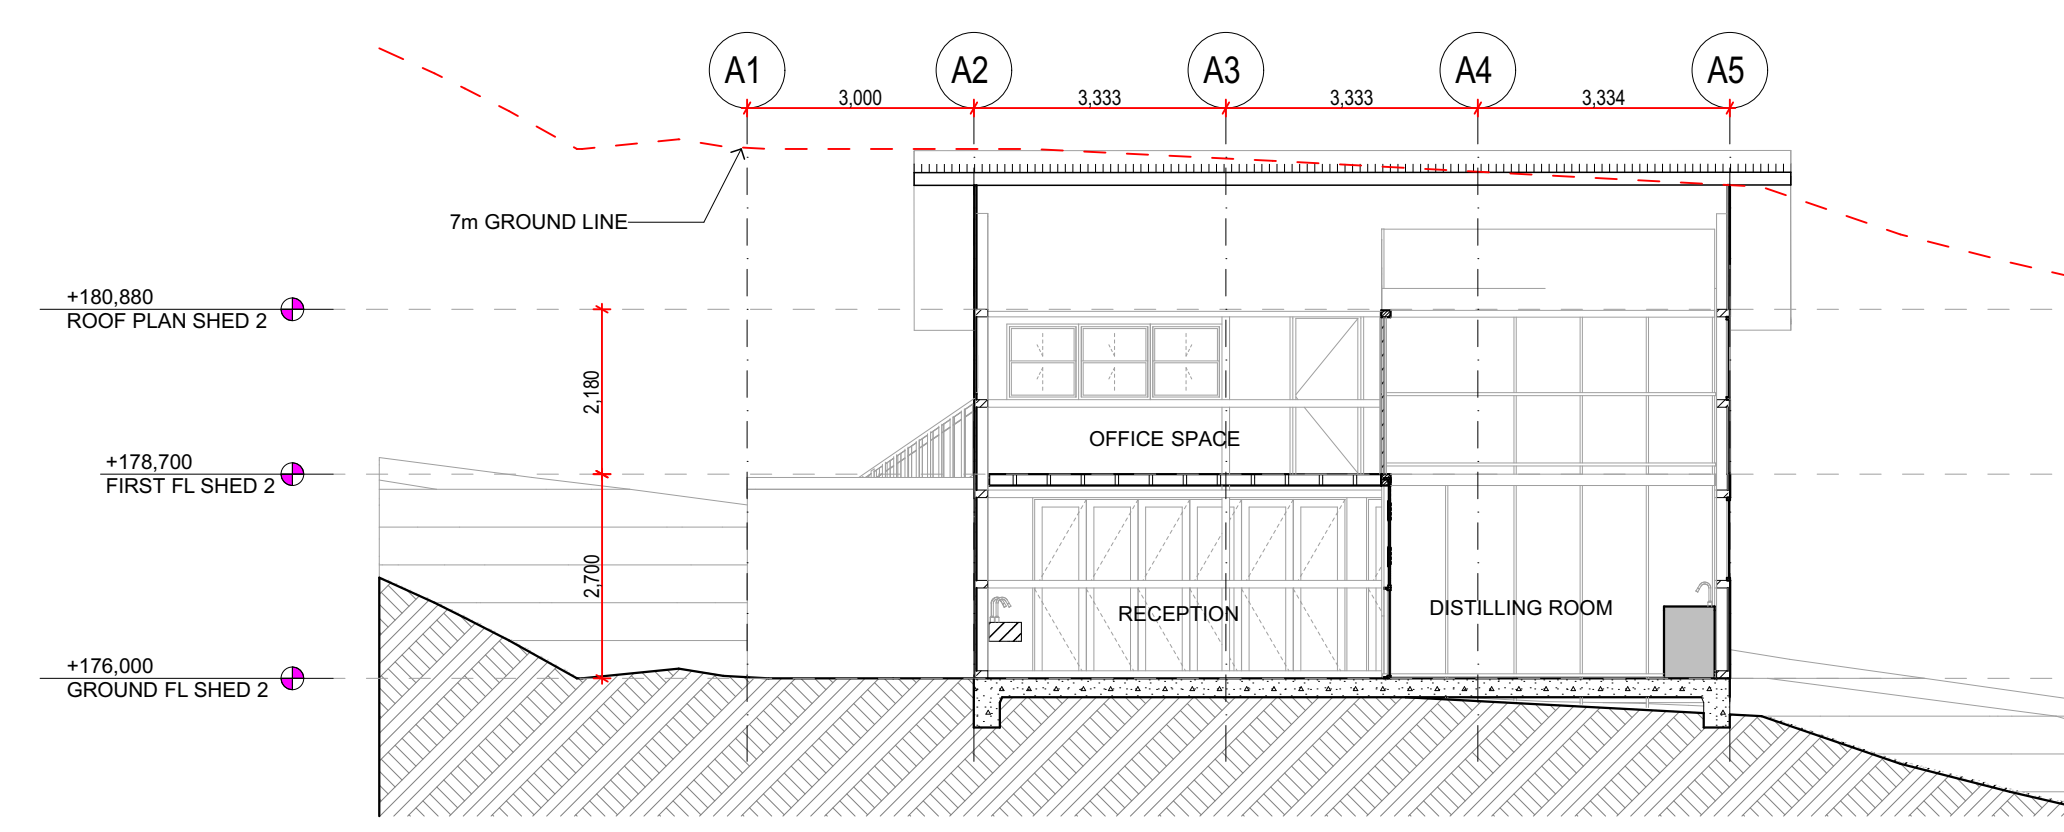 A1
A2
A3
A4
A5
3,000
3,333
3,333
3,334
7m GROUND LINE
+180,880
ROOF PLAN SHED 2
2,180
OFFICE SPACE
+178,700
FIRST FL SHED 2
2,700
RECEPTION
DISTILLING ROOM
+176,000
GROUND FL SHED 2